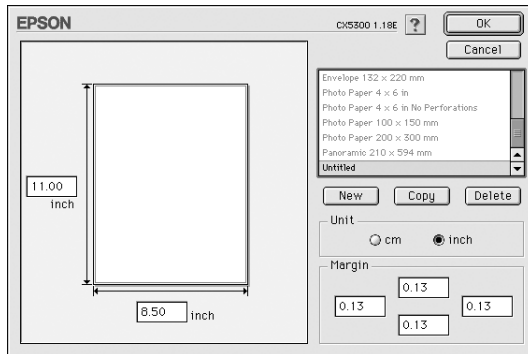 EPSON
CX5300 1.18E
?
OK
Cancel
Envelope 132 x 220 mm
Photo Paper 4 x 6 in
Photo Paper 4 x 6 in No Perforations
Photo Paper 100 x 150 mm
Photo Paper 200 x 300 mm
Panoramic 210 x 594 mm
Untitled
11.00
inch
8.50 inch
New Copy Delete
Unit
cm inch
Margin
0.13
0.13 0.13
0.13